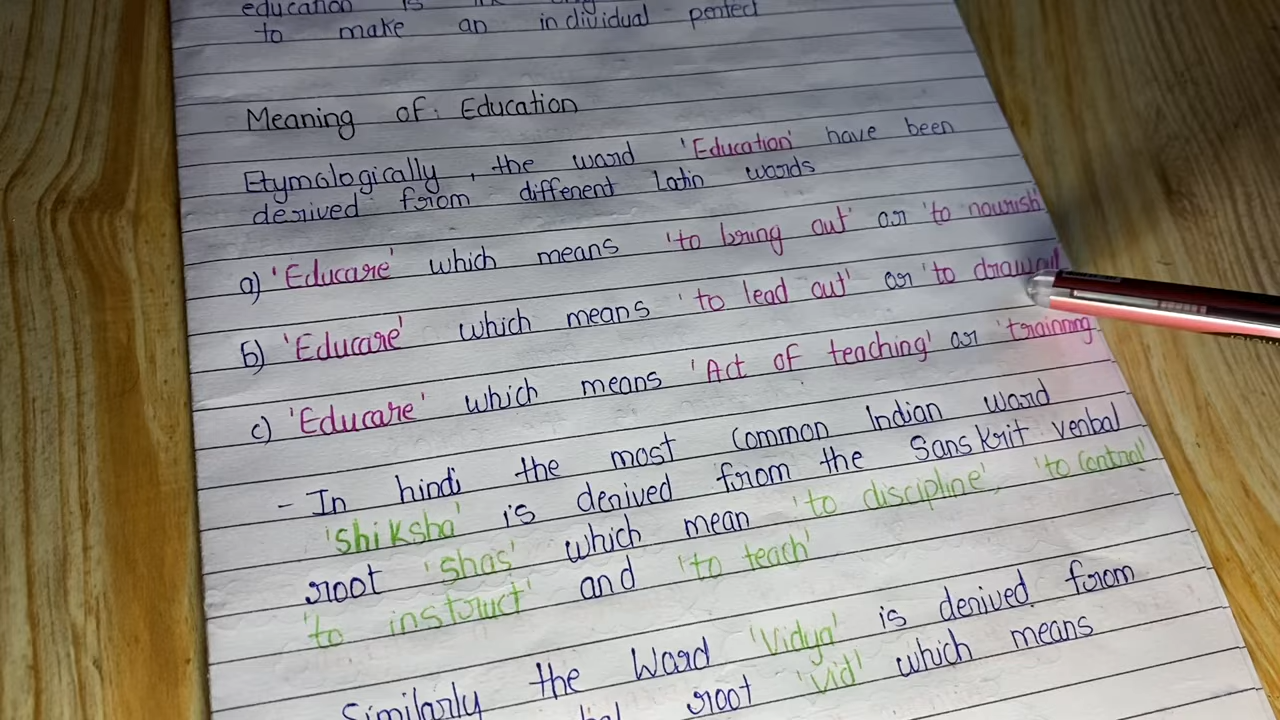 education is
to make an individual perfect
Meaning of Education
Etymologically, the word 'Education' have been
derived from different Latin words
a) 'Educare' which means 'to bring out' or 'to nourish'
b) 'Educare' which means 'to lead out' or 'to drawout'
c) 'Educare' which means 'Act of teaching' or 'training
- In hindi the most common Indian word
'shiksha' is derived from the Sanskrit verbal
root 'shas' which mean 'to discipline', 'to control'
'to instruct' and 'to teach'
Similarly the Word 'Vidya' is derived from
root 'vid' which means